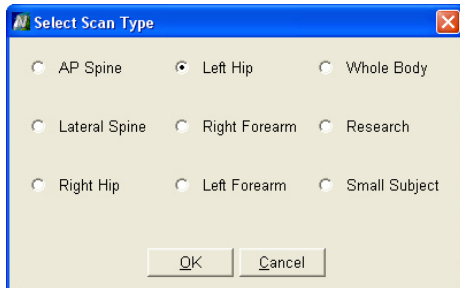 Select Scan Type
AP Spine Left Hip Whole Body
Lateral Spine Right Forearm Research
Right Hip Left Forearm Small Subject
OK Cancel